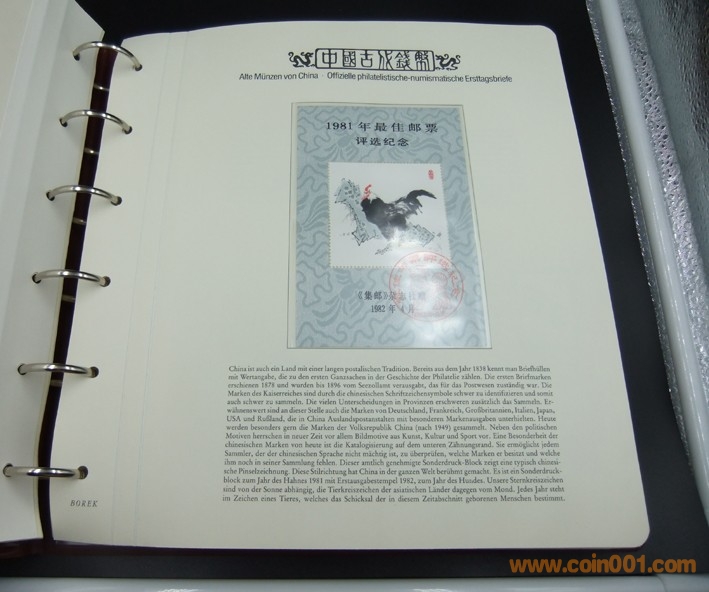 中國古代錢幣
Alte Münzen von China · Offizielle philatelistische-numismatische Ersttagsbriefe
1981年最佳邮票
评选纪念
《集邮》杂志社赠
1982年 月
China ist auch ein Land mit einer langen postalischen Tradition. Bereits aus dem Jahr 1838 kennt man Briefhüllen
mit Wertangabe, die zu den ersten Ganzsachen in der Geschichte der Philatelie zählen. Die ersten Briefmarken
erschienen 1878 und wurden bis 1896 vom Seezollamt verausgabt, das für das Postwesen zuständig war. Die
Marken des Kaiserreiches sind durch die chinesischen Schriftzeichensymbole schwer zu identifizieren und somit
auch schwer zu sammeln. Die vielen Unterscheidungen in Provinzen erschweren zusätzlich das Sammeln. Er-
wähnenswert sind an dieser Stelle auch die Marken von Deutschland, Frankreich, Großbritannien, Italien, Japan,
USA und Rußland, die in China Auslandspostanstalten mit besonderen Markenausgaben unterhielten. Heute
werden besonders gern die Marken der Volksrepublik China (nach 1949) gesammelt. Neben den politischen
Motiven herrschen in neuer Zeit vor allem Bildmotive aus Kunst, Kultur und Sport vor. Eine Besonderheit der
chinesischen Marken von heute ist die Katalogisierung auf dem unteren Zahnungsrand. Sie ermöglicht jedem
Sammler, der der chinesischen Sprache nicht mächtig ist, zu überprüfen, welche Marken er besitzt und welche
ihm noch in seiner Sammlung fehlen. Dieser amtlich genehmigte Sonderdruck-Block zeigt eine typisch chinesi-
sche Pinselzeichnung. Diese Stilrichtung hat China in der ganzen Welt berühmt gemacht. Es ist ein Sonderdruck-
block zum Jahr des Hahnes 1981 mit Erstausgabestempel 1982, zum Jahr des Hundes. Unsere Sternkreiszeichen
sind von der Sonne abhängig, die Tierkreiszeichen der asiatischen Länder dagegen vom Mond. Jedes Jahr steht
im Zeichen eines Tieres, welches das Schicksal der in diesem Zeitabschnitt geborenen Menschen bestimmt.
BOREK
www.coin001.com